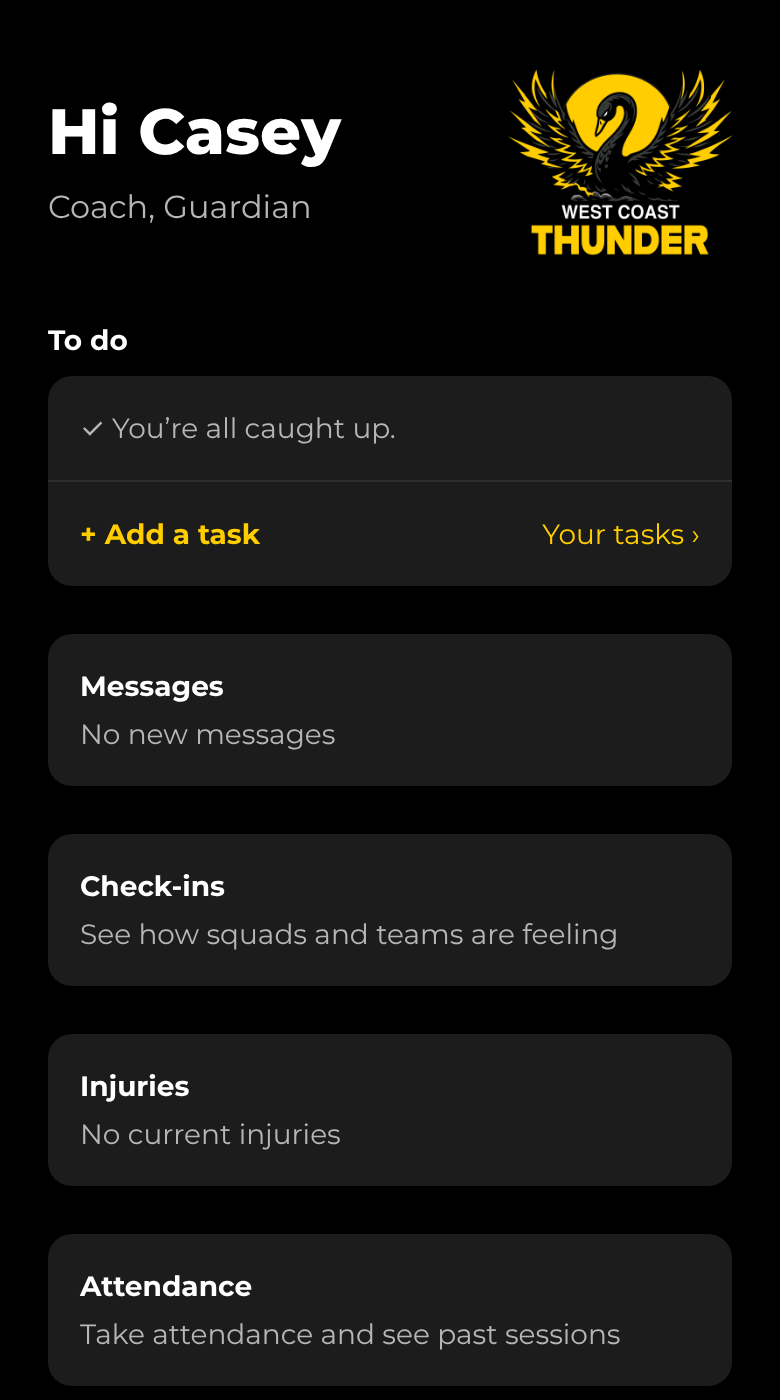 Hi Casey
Coach, Guardian
WEST COAST
THUNDER
To do
✓ You’re all caught up.
+ Add a task
Your tasks ›
Messages
No new messages
Check-ins
See how squads and teams are feeling
Injuries
No current injuries
Attendance
Take attendance and see past sessions